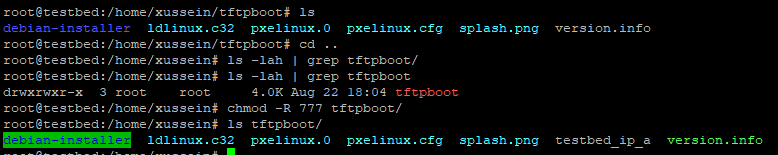 root@testbed:/home/xussein/tftpboot# ls
debian-installer ldlinux.c32 pxelinux.0 pxelinux.cfg splash.png version.info
root@testbed:/home/xussein/tftpboot# cd ..
root@testbed:/home/xussein# ls -lah | grep tftpboot/
root@testbed:/home/xussein# ls -lah | grep tftpboot
drwxrwxr-x 3 root root 4.0K Aug 22 18:04 tftpboot
root@testbed:/home/xussein# chmod -R 777 tftpboot/
root@testbed:/home/xussein# ls tftpboot/
debian-installer ldlinux.c32 pxelinux.0 pxelinux.cfg splash.png testbed_ip_a version.info
root@testbed:/home/xussein#